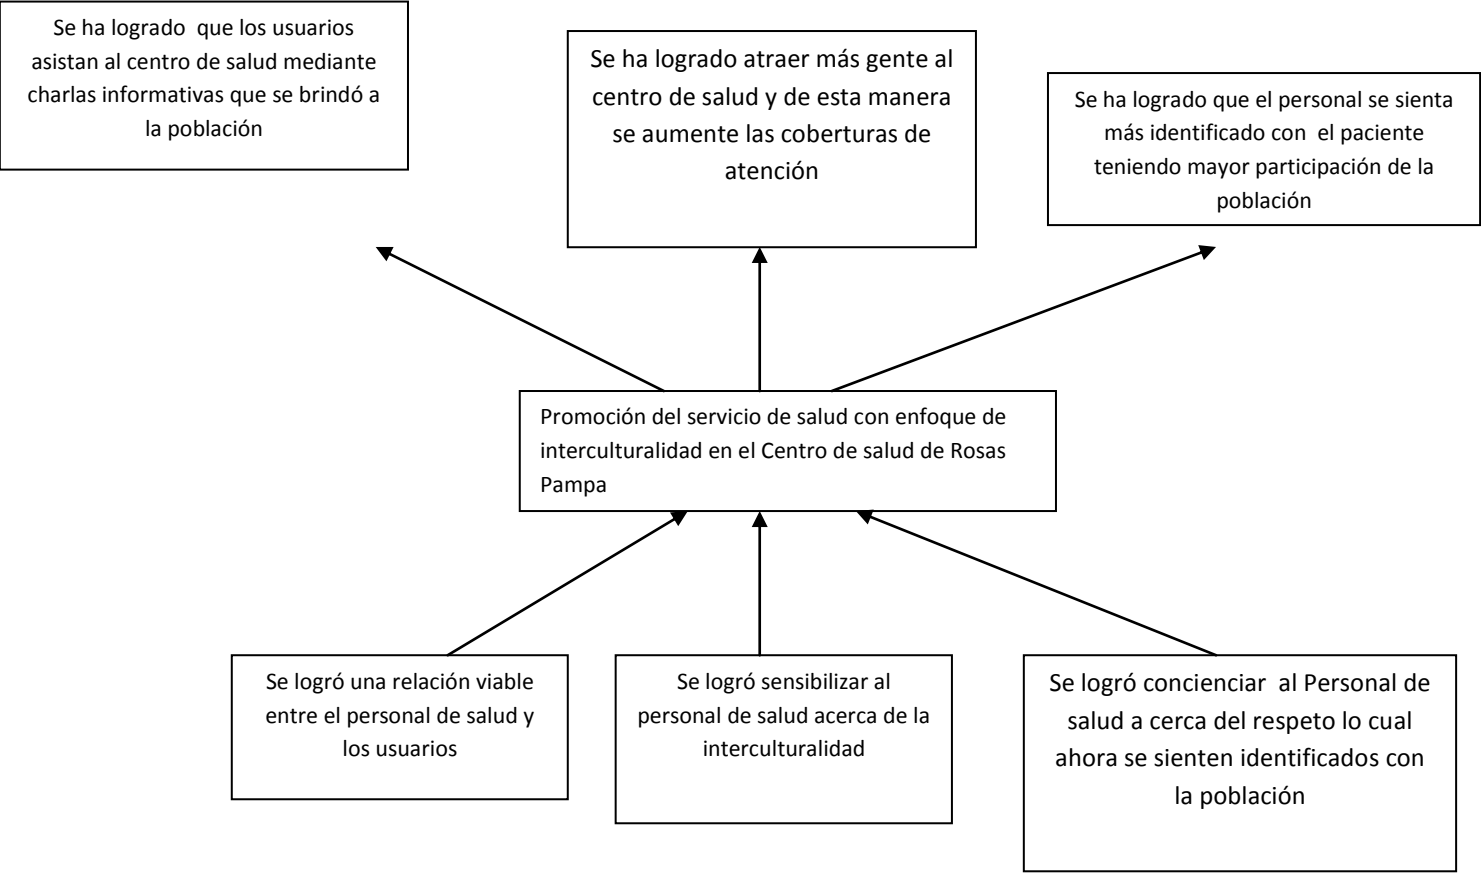 Se ha logrado  que los usuarios
asistan al centro de salud mediante
charlas informativas que se brindó a
la población
Se ha logrado atraer más gente al
centro de salud y de esta manera
se aumente las coberturas de
atención
Se ha logrado que el personal se sienta
más identificado con  el paciente
teniendo mayor participación de la
población
Promoción del servicio de salud con enfoque de
interculturalidad en el Centro de salud de Rosas
Pampa
Se logró una relación viable
entre el personal de salud y
los usuarios
Se logró sensibilizar al
personal de salud acerca de la
interculturalidad
Se logró concienciar  al Personal de
salud a cerca del respeto lo cual
ahora se sienten identificados con
la población